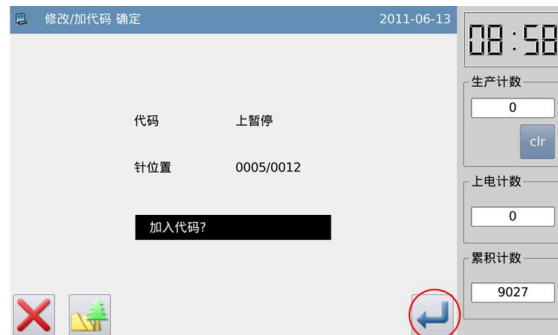 修改/加代码 确定 2011-06-13
08:58
代码 上暂停
针位置 0005/0012
加入代码?
生产计数
0
clr
上电计数
0
累积计数
9027